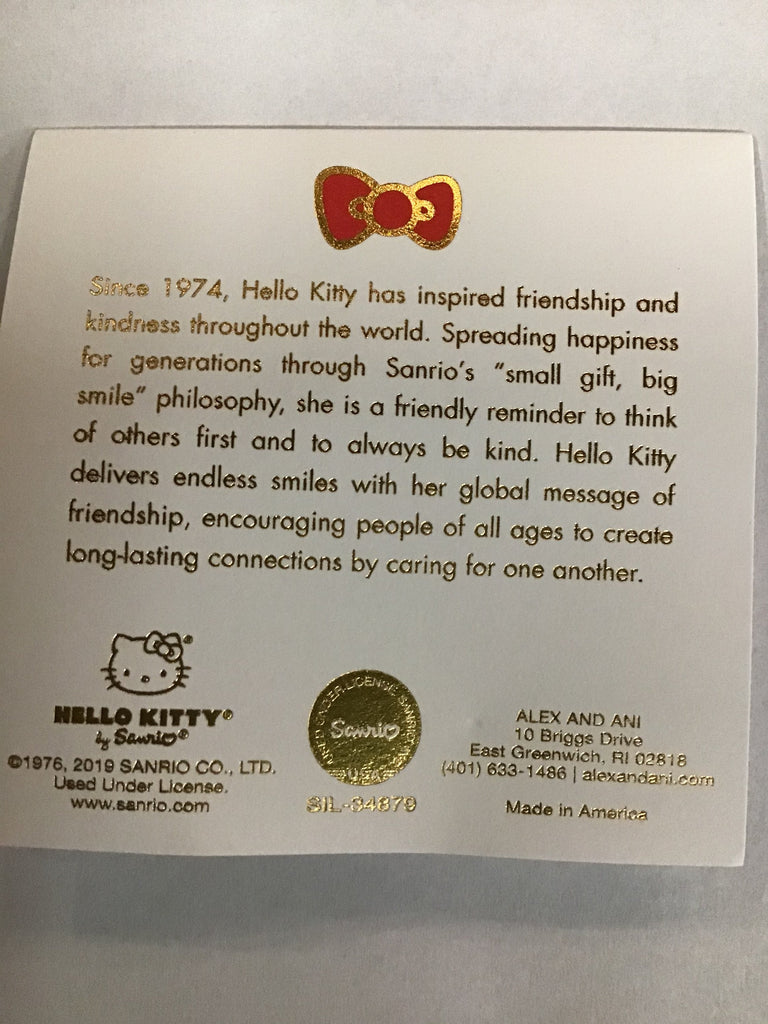 Since 1974, Hello Kitty has inspired friendship and
kindness throughout the world. Spreading happiness
for generations through Sanrio's "small gift, big
smile" philosophy, she is a friendly reminder to think
of others first and to always be kind. Hello Kitty
delivers endless smiles with her global message of
friendship, encouraging people of all ages to create
long-lasting connections by caring for one another.
HELLO KITTY®
by Sanrio®
©1976, 2019 SANRIO CO., LTD.
Used Under License.
www.sanrio.com
UNDER LICENSE
Sanrio
USA
SIL-34879
ALEX AND ANI
10 Briggs Drive
East Greenwich, RI 02818
(401) 633-1486 | alexandani.com
Made in America